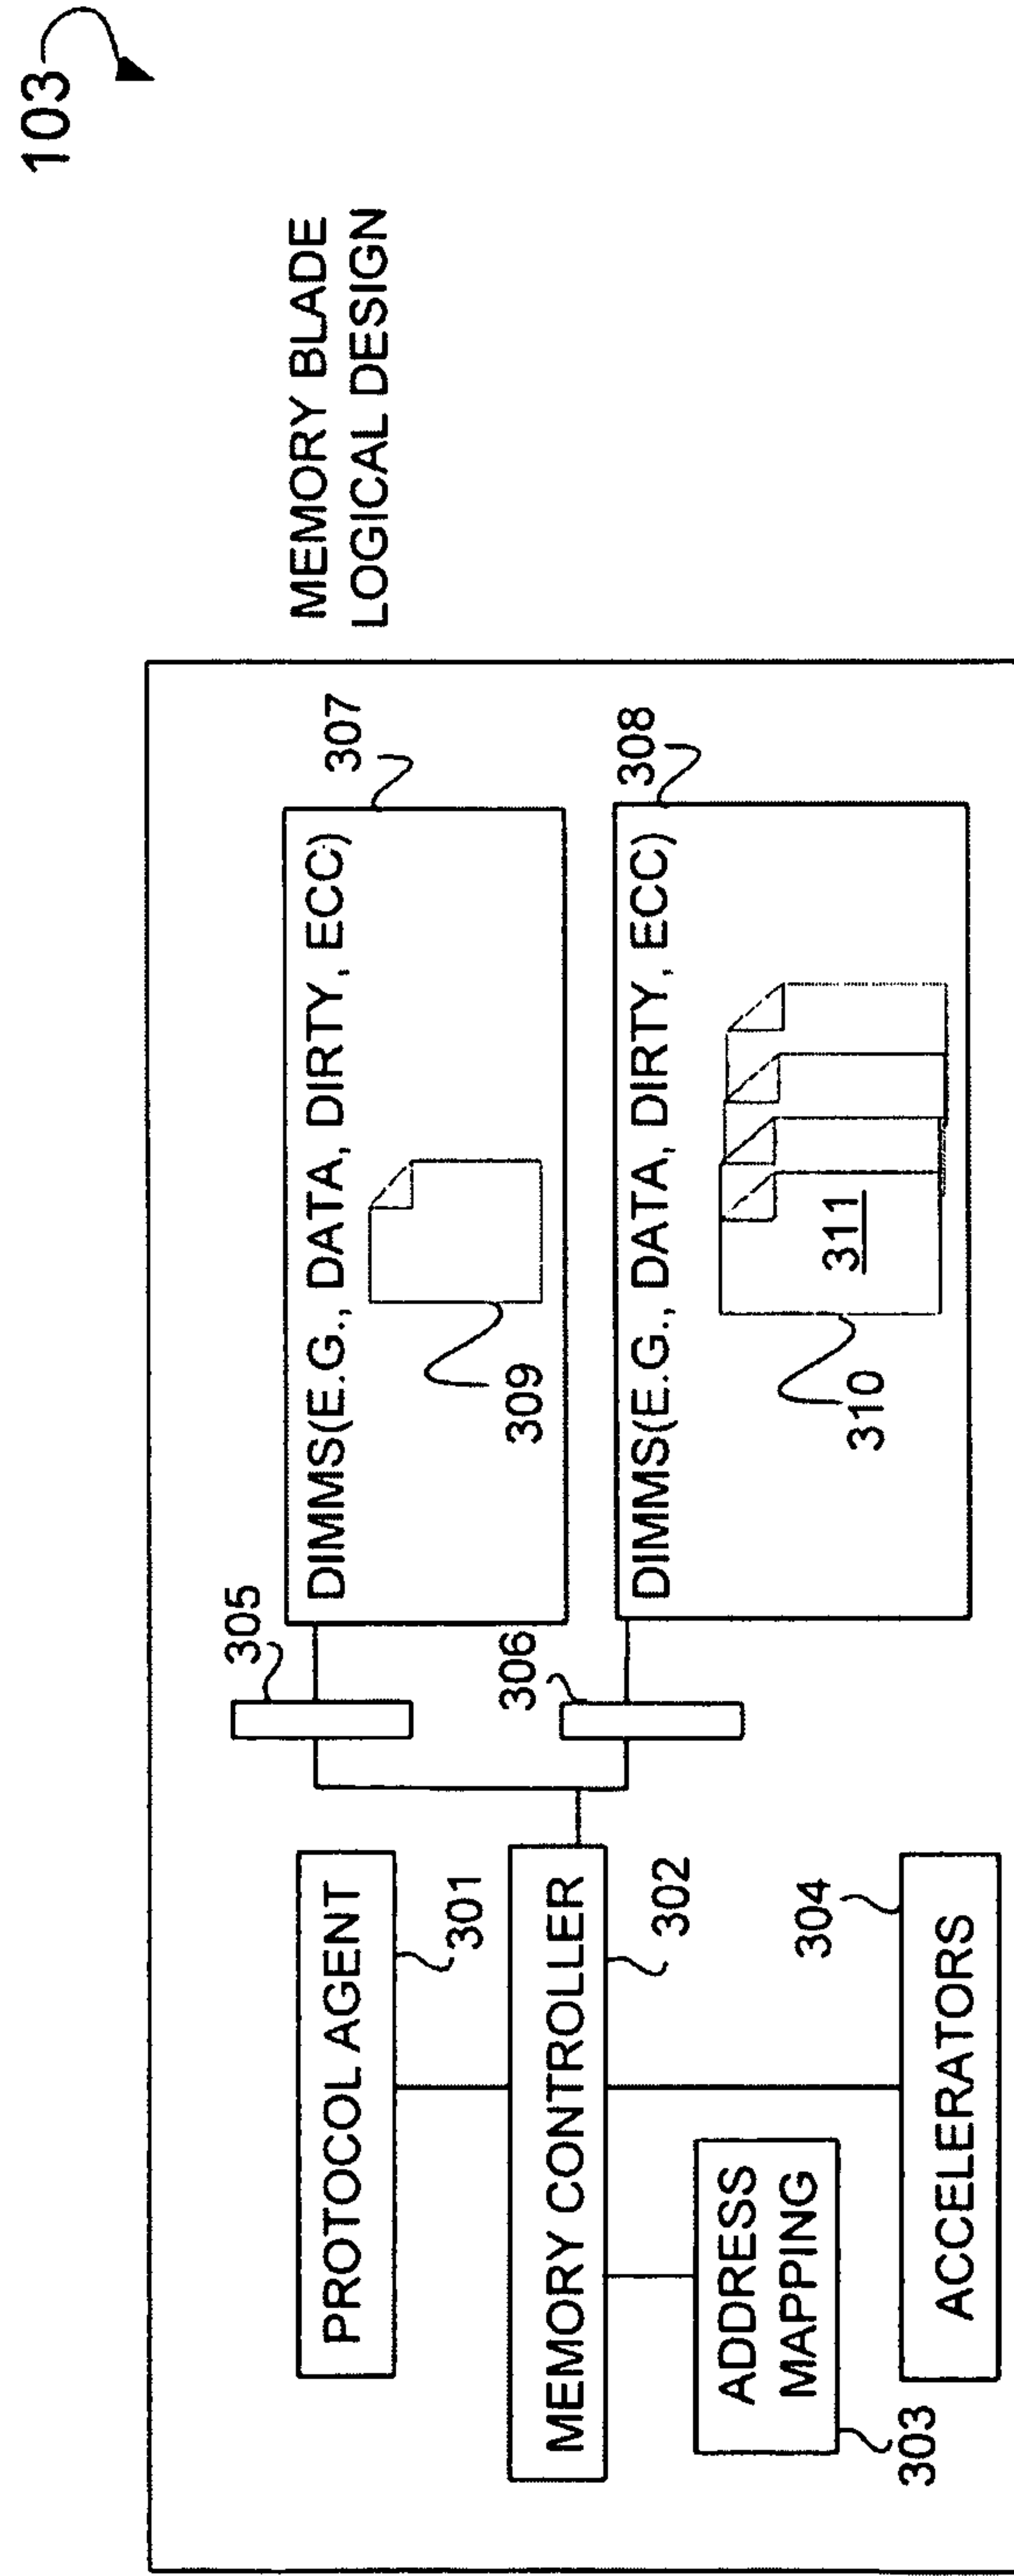 103
MEMORY BLADE
LOGICAL DESIGN
PROTOCOL AGENT
301
MEMORY CONTROLLER
302
ADDRESS
MAPPING
303
ACCELERATORS
304
305
306
DIMMS(E.G., DATA, DIRTY, ECC)
307
309
DIMMS(E.G., DATA, DIRTY, ECC)
308
311
310